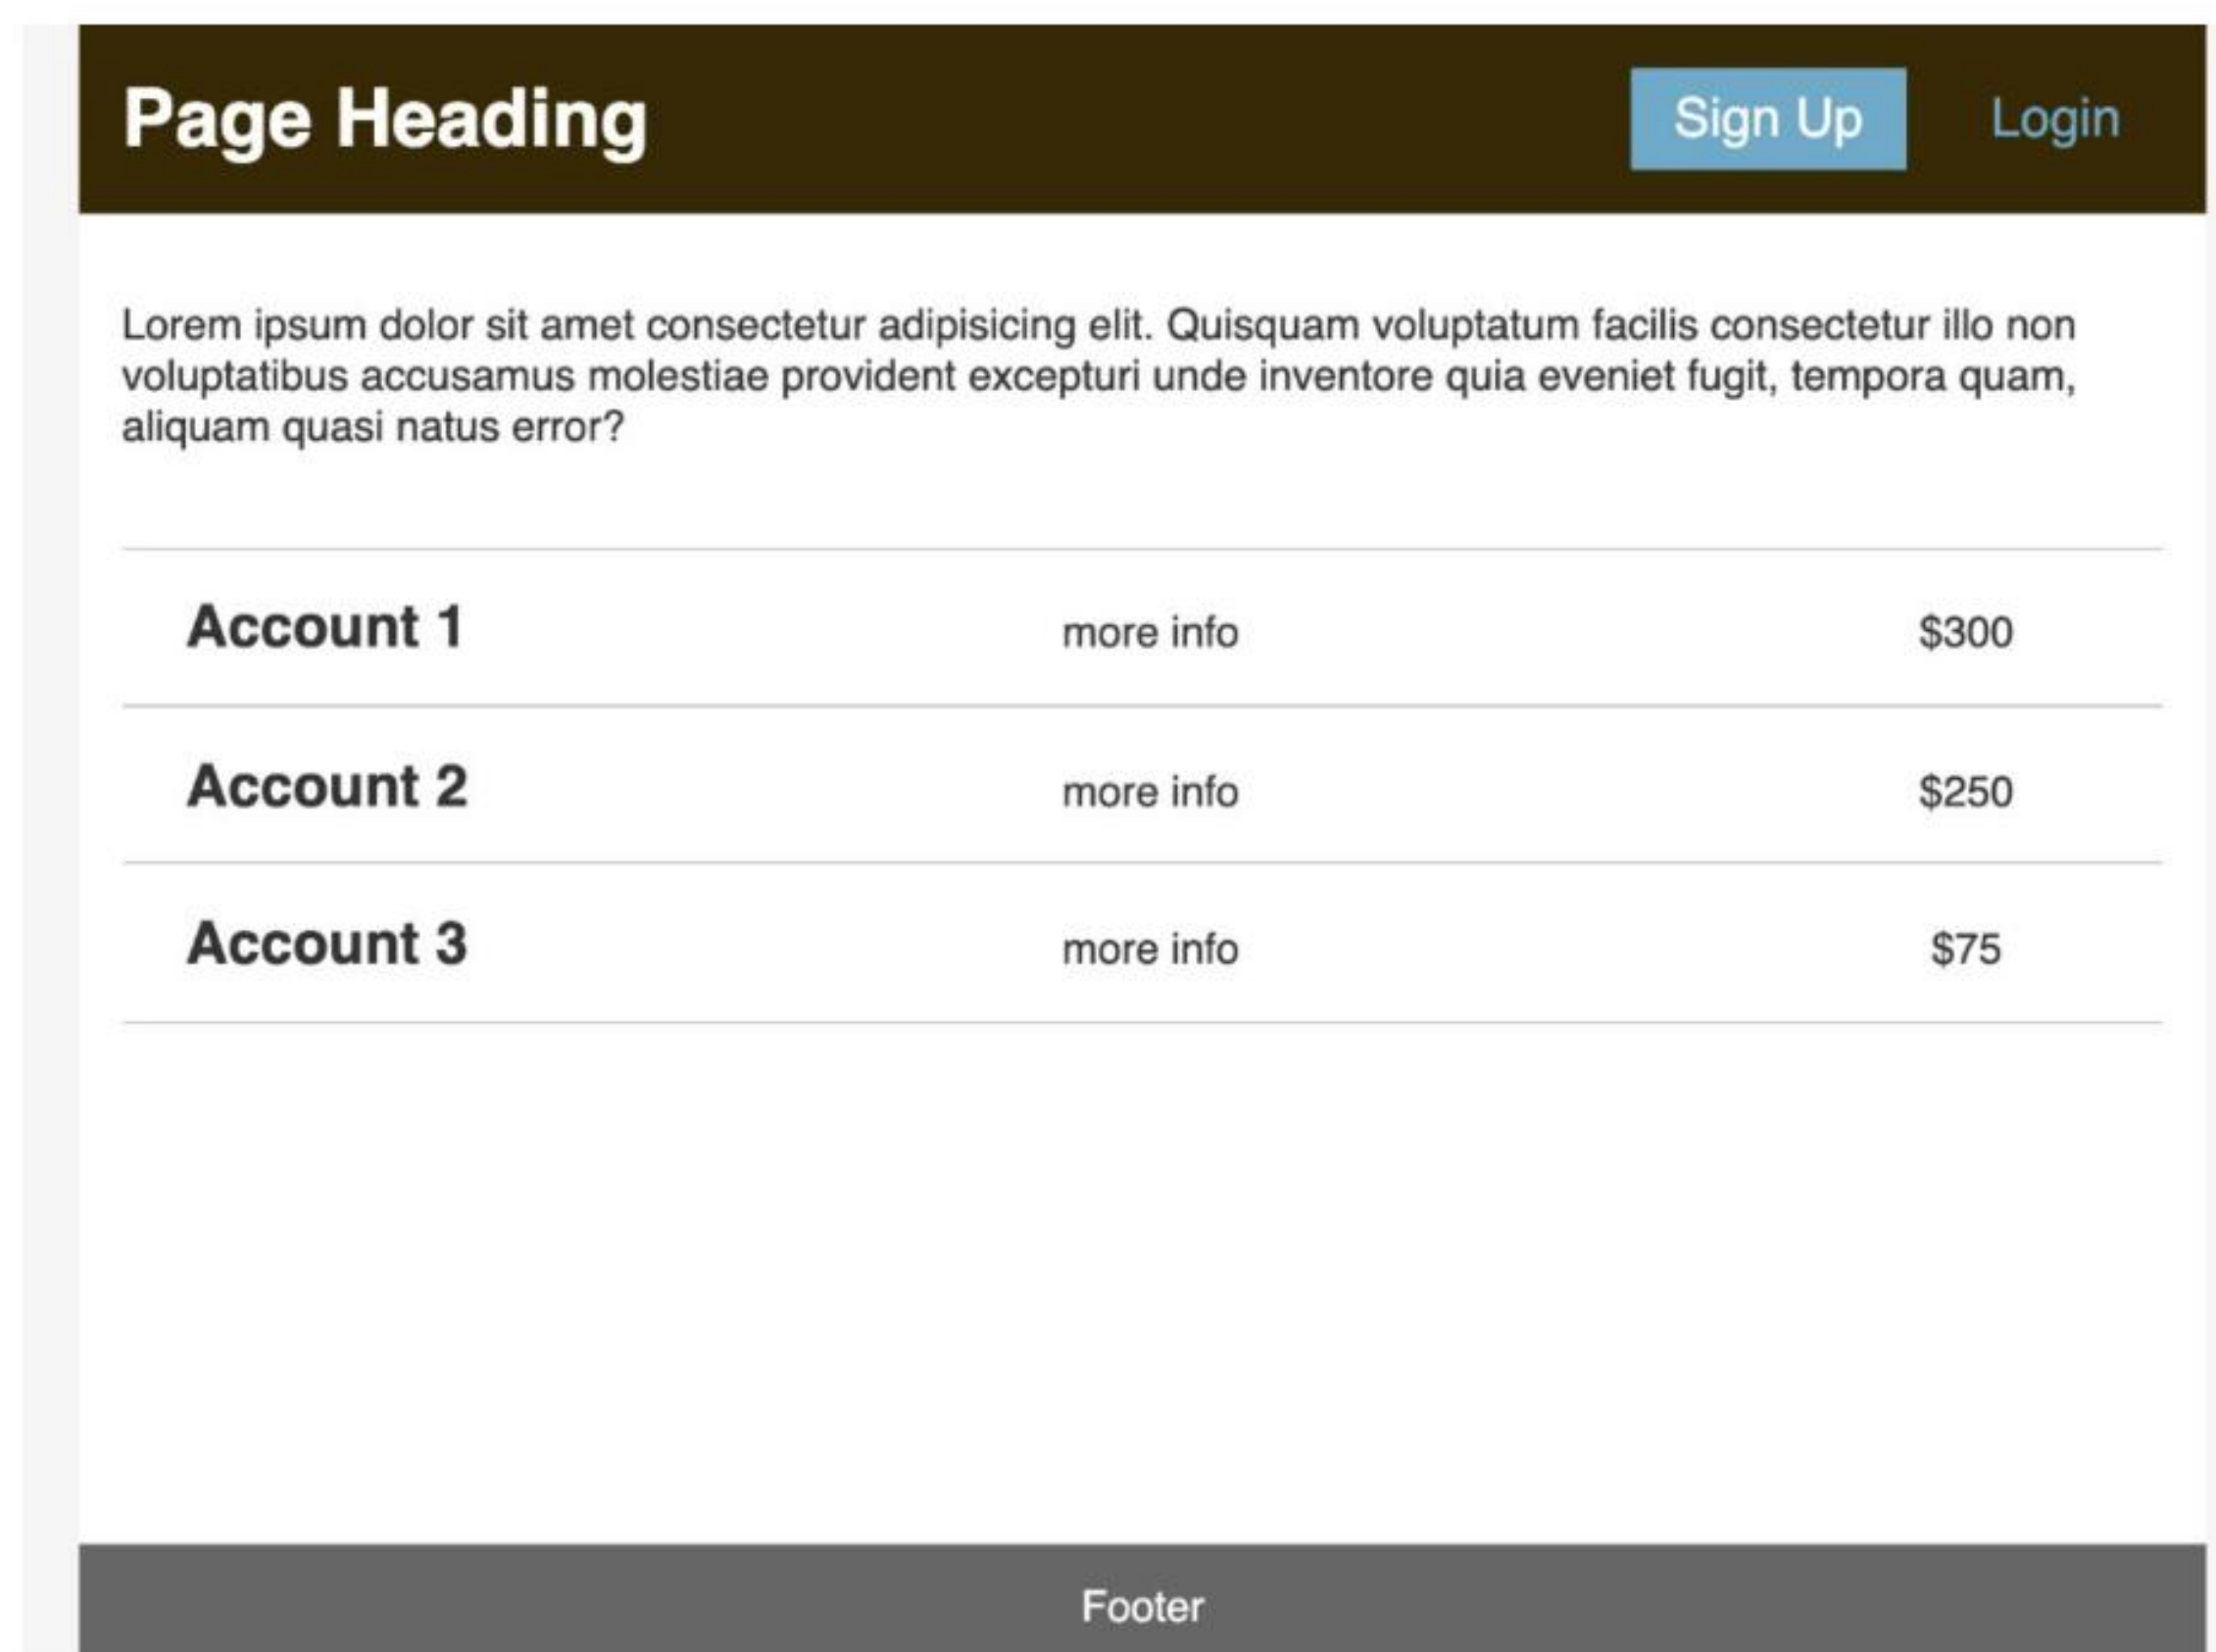 Page Heading
Sign Up
Login
Lorem ipsum dolor sit amet consectetur adipisicing elit. Quisquam voluptatum facilis consectetur illo non
voluptatibus accusamus molestiae provident excepturi unde inventore quia eveniet fugit, tempora quam,
aliquam quasi natus error?
Account 1 more info $300
Account 2 more info $250
Account 3 more info $75
Footer